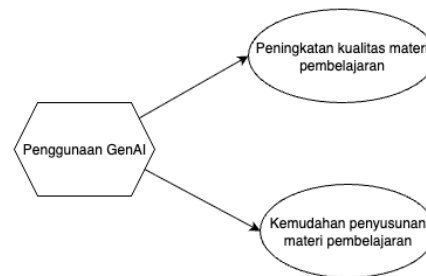 Peningkatan kualitas materi
pembelajaran
Penggunaan GenAI
Kemudahan penyusunan
materi pembelajaran